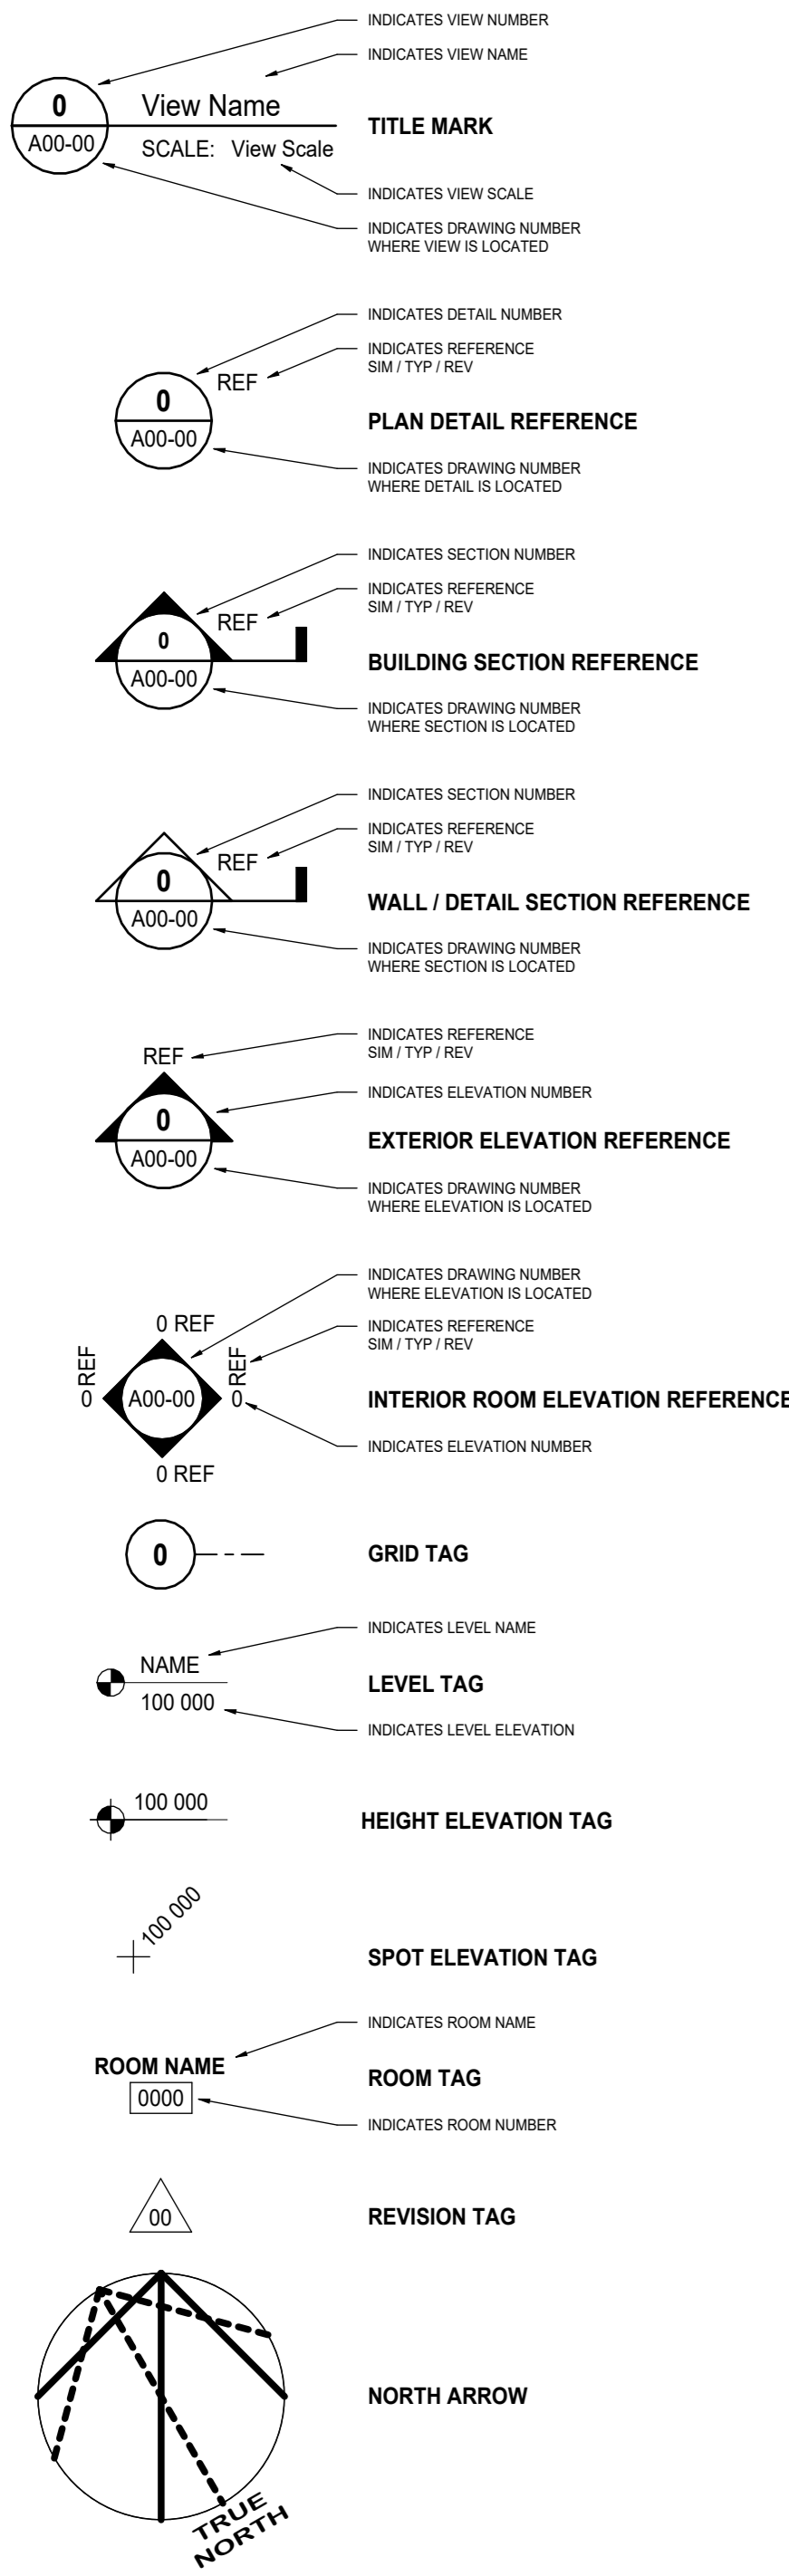 INDICATES VIEW NUMBER
INDICATES VIEW NAME
0
View Name
A00-00
SCALE: View Scale
TITLE MARK
INDICATES VIEW SCALE
INDICATES DRAWING NUMBER
WHERE VIEW IS LOCATED
INDICATES DETAIL NUMBER
INDICATES REFERENCE
SIM / TYP / REV
REF
0
A00-00
PLAN DETAIL REFERENCE
INDICATES DRAWING NUMBER
WHERE DETAIL IS LOCATED
INDICATES SECTION NUMBER
INDICATES REFERENCE
SIM / TYP / REV
REF
0
A00-00
BUILDING SECTION REFERENCE
INDICATES DRAWING NUMBER
WHERE SECTION IS LOCATED
INDICATES SECTION NUMBER
INDICATES REFERENCE
SIM / TYP / REV
REF
0
A00-00
WALL / DETAIL SECTION REFERENCE
INDICATES DRAWING NUMBER
WHERE SECTION IS LOCATED
INDICATES REFERENCE
SIM / TYP / REV
REF
INDICATES ELEVATION NUMBER
0
A00-00
EXTERIOR ELEVATION REFERENCE
INDICATES DRAWING NUMBER
WHERE ELEVATION IS LOCATED
INDICATES DRAWING NUMBER
WHERE ELEVATION IS LOCATED
0 REF
INDICATES REFERENCE
SIM / TYP / REV
0 REF
A00-00
0 REF
INTERIOR ROOM ELEVATION REFERENCE
INDICATES ELEVATION NUMBER
0 REF
0
GRID TAG
INDICATES LEVEL NAME
NAME
100 000
LEVEL TAG
INDICATES LEVEL ELEVATION
100 000
HEIGHT ELEVATION TAG
100 000
SPOT ELEVATION TAG
INDICATES ROOM NAME
ROOM NAME
0000
ROOM TAG
INDICATES ROOM NUMBER
00
REVISION TAG
NORTH ARROW
TRUE
NORTH